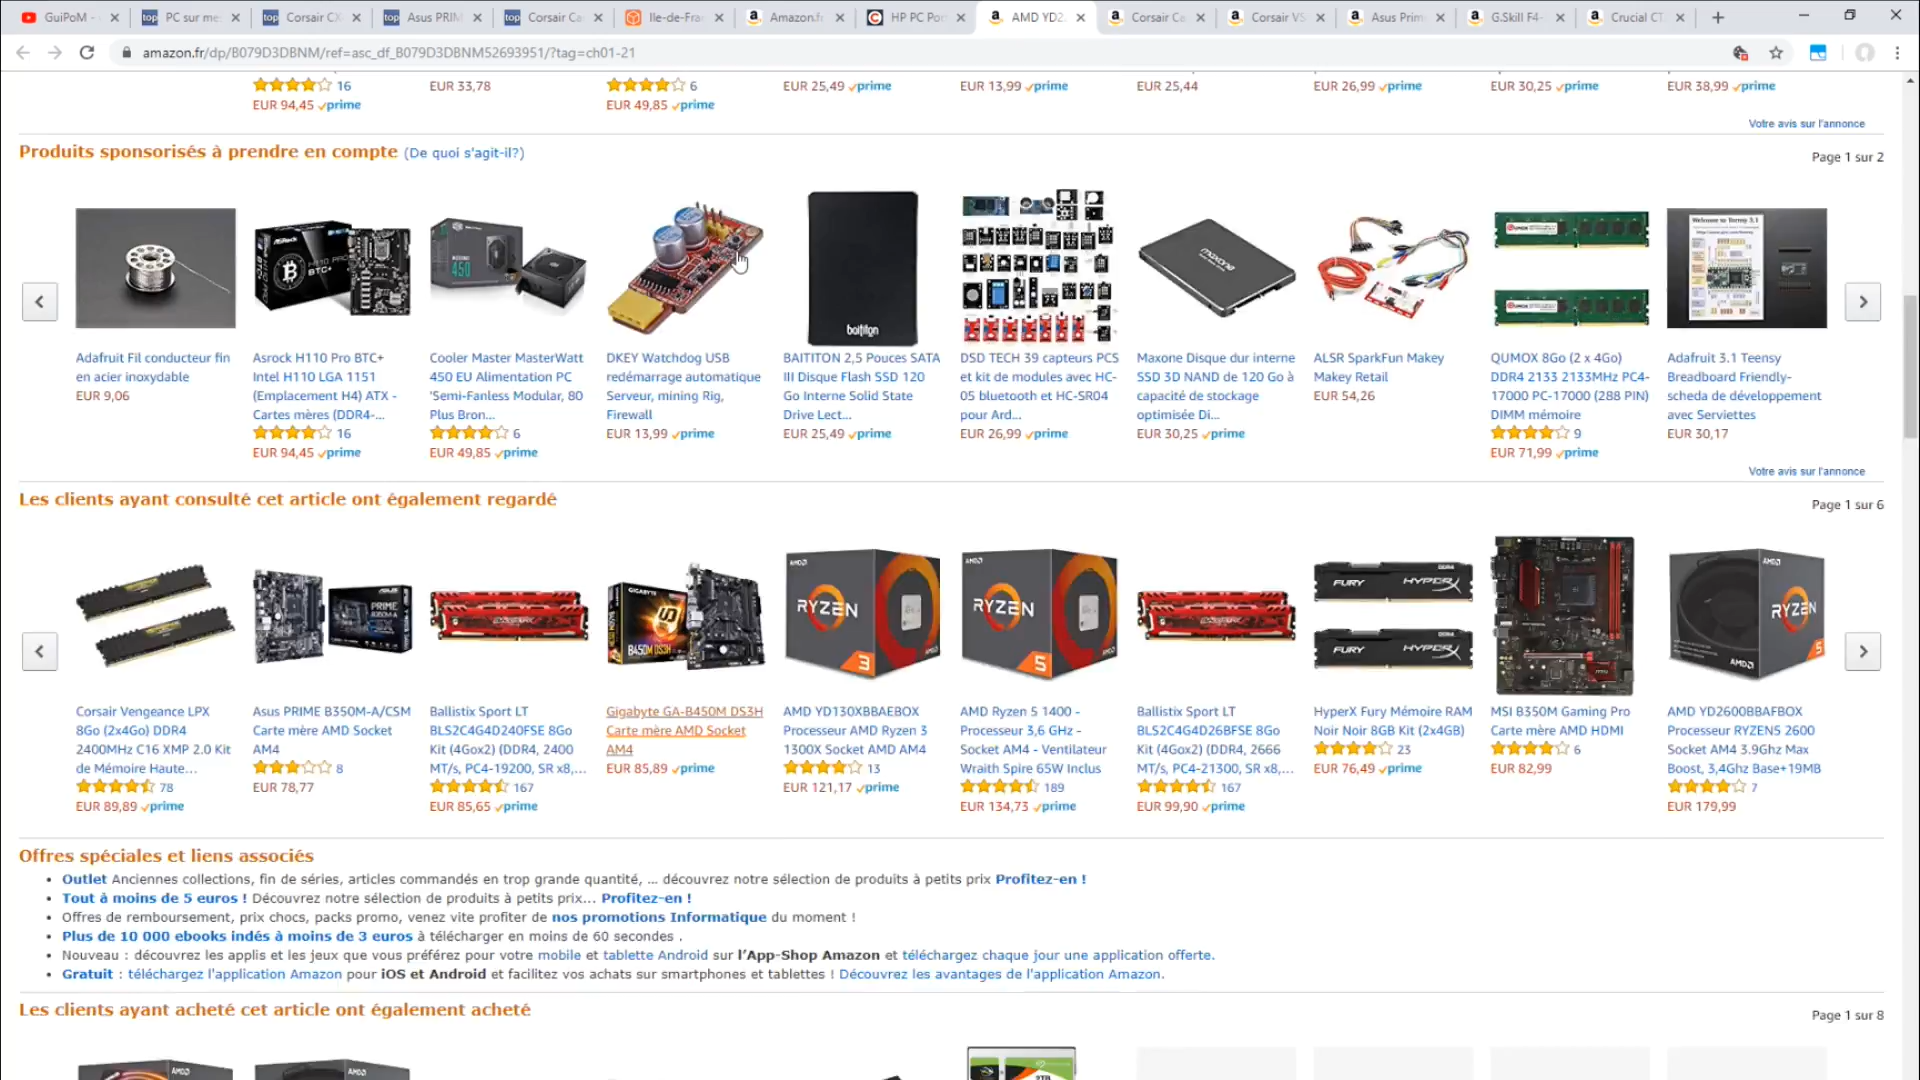 GuiPoM -
PC sur me
Corsair CX
Asus PRIM
Corsair Ca
Ile-de-Fra
Amazon.f
HP PC Po
AMD YD2
Corsair Ca
Corsair VS
Asus Prim
G.Skill F4-
Crucial CT
amazon.fr/dp/B079D3DBNM/ref=asc_df_B079D3DBNM52693951/?tag=ch01-21
16
EUR 94,45 prime
EUR 33,78
6
EUR 49,85 prime
EUR 25,49 prime
EUR 13,99 prime
EUR 25,44
EUR 26,99 prime
EUR 30,25 prime
EUR 38,99 prime
Votre avis sur l'annonce
Produits sponsorisés à prendre en compte (De quoi s'agit-il?)
Page 1 sur 2
Adafruit Fil conducteur fin
en acier inoxydable
EUR 9,06
Asrock H110 Pro BTC+
Intel H110 LGA 1151
(Emplacement H4) ATX -
Cartes mères (DDR4-...
16
EUR 94,45 prime
Cooler Master MasterWatt
450 EU Alimentation PC
'Semi-Fanless Modular, 80
Plus Bron...
6
EUR 49,85 prime
DKEY Watchdog USB
redémarrage automatique
Serveur, mining Rig,
Firewall
EUR 13,99 prime
BAITITON 2,5 Pouces SATA
III Disque Flash SSD 120
Go Interne Solid State
Drive Lect...
EUR 25,49 prime
DSD TECH 39 capteurs PCS
et kit de modules avec HC-
05 bluetooth et HC-SR04
pour Ard...
EUR 26,99 prime
Maxone Disque dur interne
SSD 3D NAND de 120 Go à
capacité de stockage
optimisée Di...
EUR 30,25 prime
ALSR SparkFun Makey
Makey Retail
EUR 54,26
QUMOX 8Go (2 x 4Go)
DDR4 2133 2133MHz PC4-
17000 PC-17000 (288 PIN)
DIMM mémoire
9
EUR 71,99 prime
Adafruit 3.1 Teensy
Breadboard Friendly-
scheda de développement
avec Serviettes
EUR 30,17
Votre avis sur l'annonce
Les clients ayant consulté cet article ont également regardé
Page 1 sur 6
Corsair Vengeance LPX
8Go (2x4Go) DDR4
2400MHz C16 XMP 2.0 Kit
de Mémoire Haute...
78
EUR 89,89 prime
Asus PRIME B350M-A/CSM
Carte mère AMD Socket
AM4
8
EUR 78,77
Ballistix Sport LT
BLS2C4G4D240FSE 8Go
Kit (4Gox2) (DDR4, 2400
MT/s, PC4-19200, SR x8,...
167
EUR 85,65 prime
Gigabyte GA-B450M DS3H
Carte mère AMD Socket
AM4
EUR 85,89 prime
AMD YD130XBBAEBOX
Processeur AMD Ryzen 3
1300X Socket AMD AM4
13
EUR 121,17 prime
AMD Ryzen 5 1400 -
Processeur 3,6 GHz -
Socket AM4 - Ventilateur
Wraith Spire 65W Inclus
189
EUR 134,73 prime
Ballistix Sport LT
BLS2C4G4D26BFSE 8Go
Kit (4Gox2) (DDR4, 2666
MT/s, PC4-21300, SR x8,...
167
EUR 99,90 prime
HyperX Fury Mémoire RAM
Noir Noir 8GB Kit (2x4GB)
23
EUR 76,49 prime
MSI B350M Gaming Pro
Carte mère AMD HDMI
6
EUR 82,99
AMD YD2600BBAFBOX
Processeur RYZEN5 2600
Socket AM4 3.9Ghz Max
Boost, 3,4Ghz Base+19MB
7
EUR 179,99
Offres spéciales et liens associés
• Outlet Anciennes collections, fin de séries, articles commandés en trop grande quantité, … découvrez notre sélection de produits à petits prix Profitez-en !
• Tout à moins de 5 euros ! Découvrez notre sélection de produits à petits prix... Profitez-en !
• Offres de remboursement, prix chocs, packs promo, venez vite profiter de nos promotions Informatique du moment !
• Plus de 10 000 ebooks indés à moins de 3 euros à télécharger en moins de 60 secondes .
• Nouveau : découvrez les applis et les jeux que vous préférez pour votre mobile et tablette Android sur l’App-Shop Amazon et téléchargez chaque jour une application offerte.
• Gratuit : téléchargez l'application Amazon pour iOS et Android et facilitez vos achats sur smartphones et tablettes ! Découvrez les avantages de l'application Amazon.
Les clients ayant acheté cet article ont également acheté
Page 1 sur 8